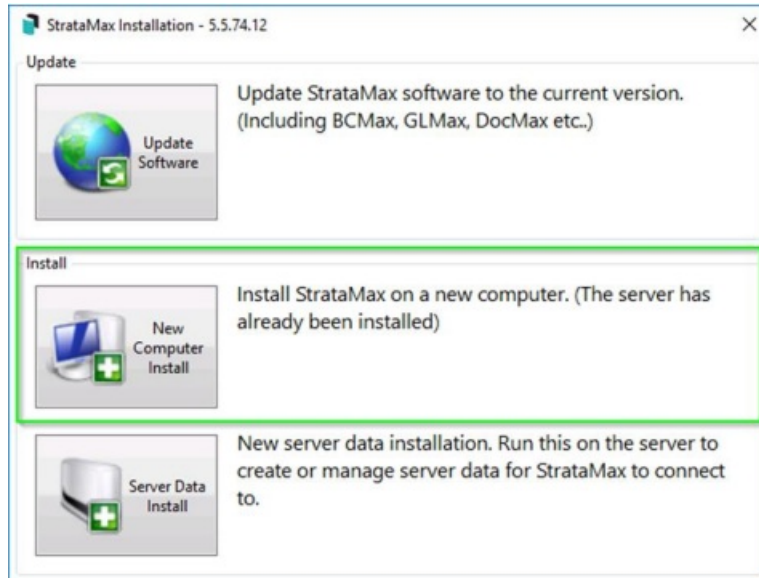 StrataMax Installation - 5.5.74.12
Update
Update
Software
Update StrataMax software to the current version.
(Including BCMax, GLMax, DocMax etc..)
Install
New
Computer
Install
Install StrataMax on a new computer. (The server has
already been installed)
Server Data
Install
New server data installation. Run this on the server to
create or manage server data for StrataMax to connect
to.